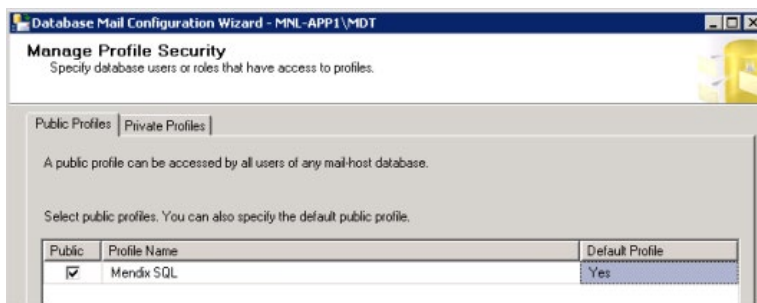 Database Mail Configuration Wizard - MNL-APP1\MDT
Manage Profile Security
Specify database users or roles that have access to profiles.
Public Profiles Private Profiles
A public profile can be accessed by all users of any mail-host database.
Select public profiles. You can also specify the default public profile.
Public Profile Name Default Profile
Mendix SQL Yes